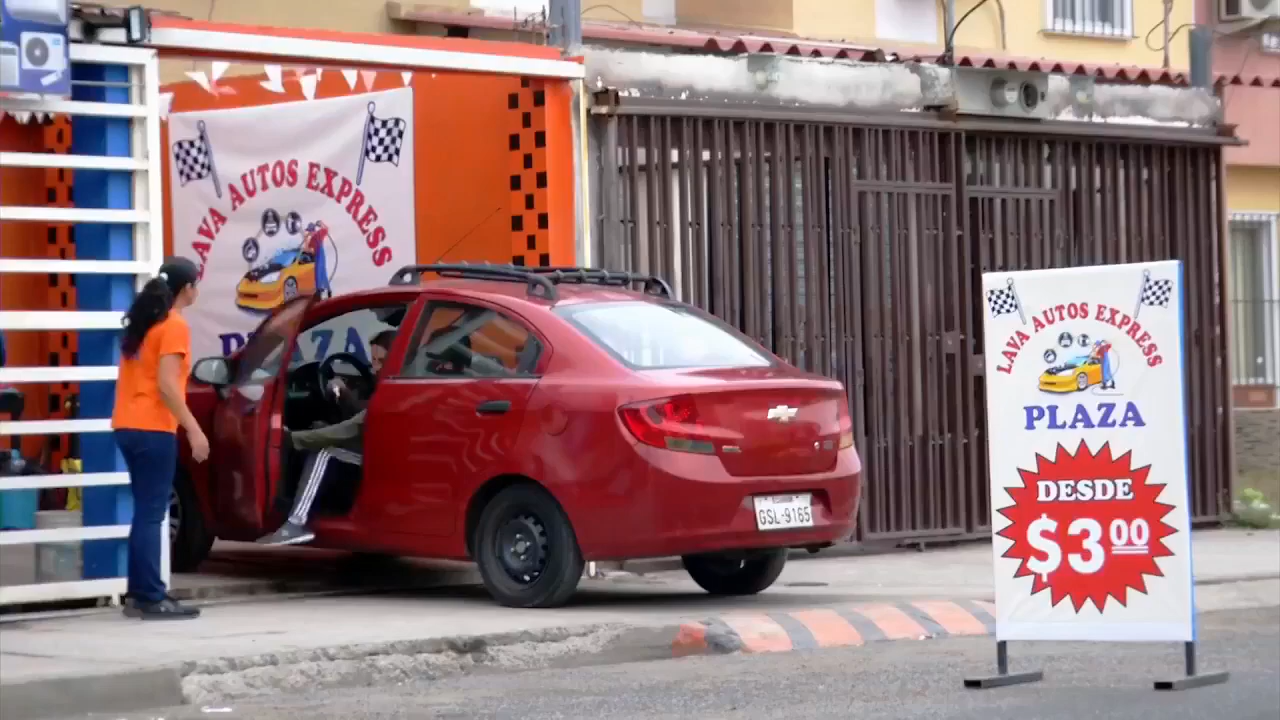 LAVA AUTOS EXPRESS
PLAZA
GSL-9165
LAVA AUTOS EXPRESS
PLAZA
DESDE
$3.00